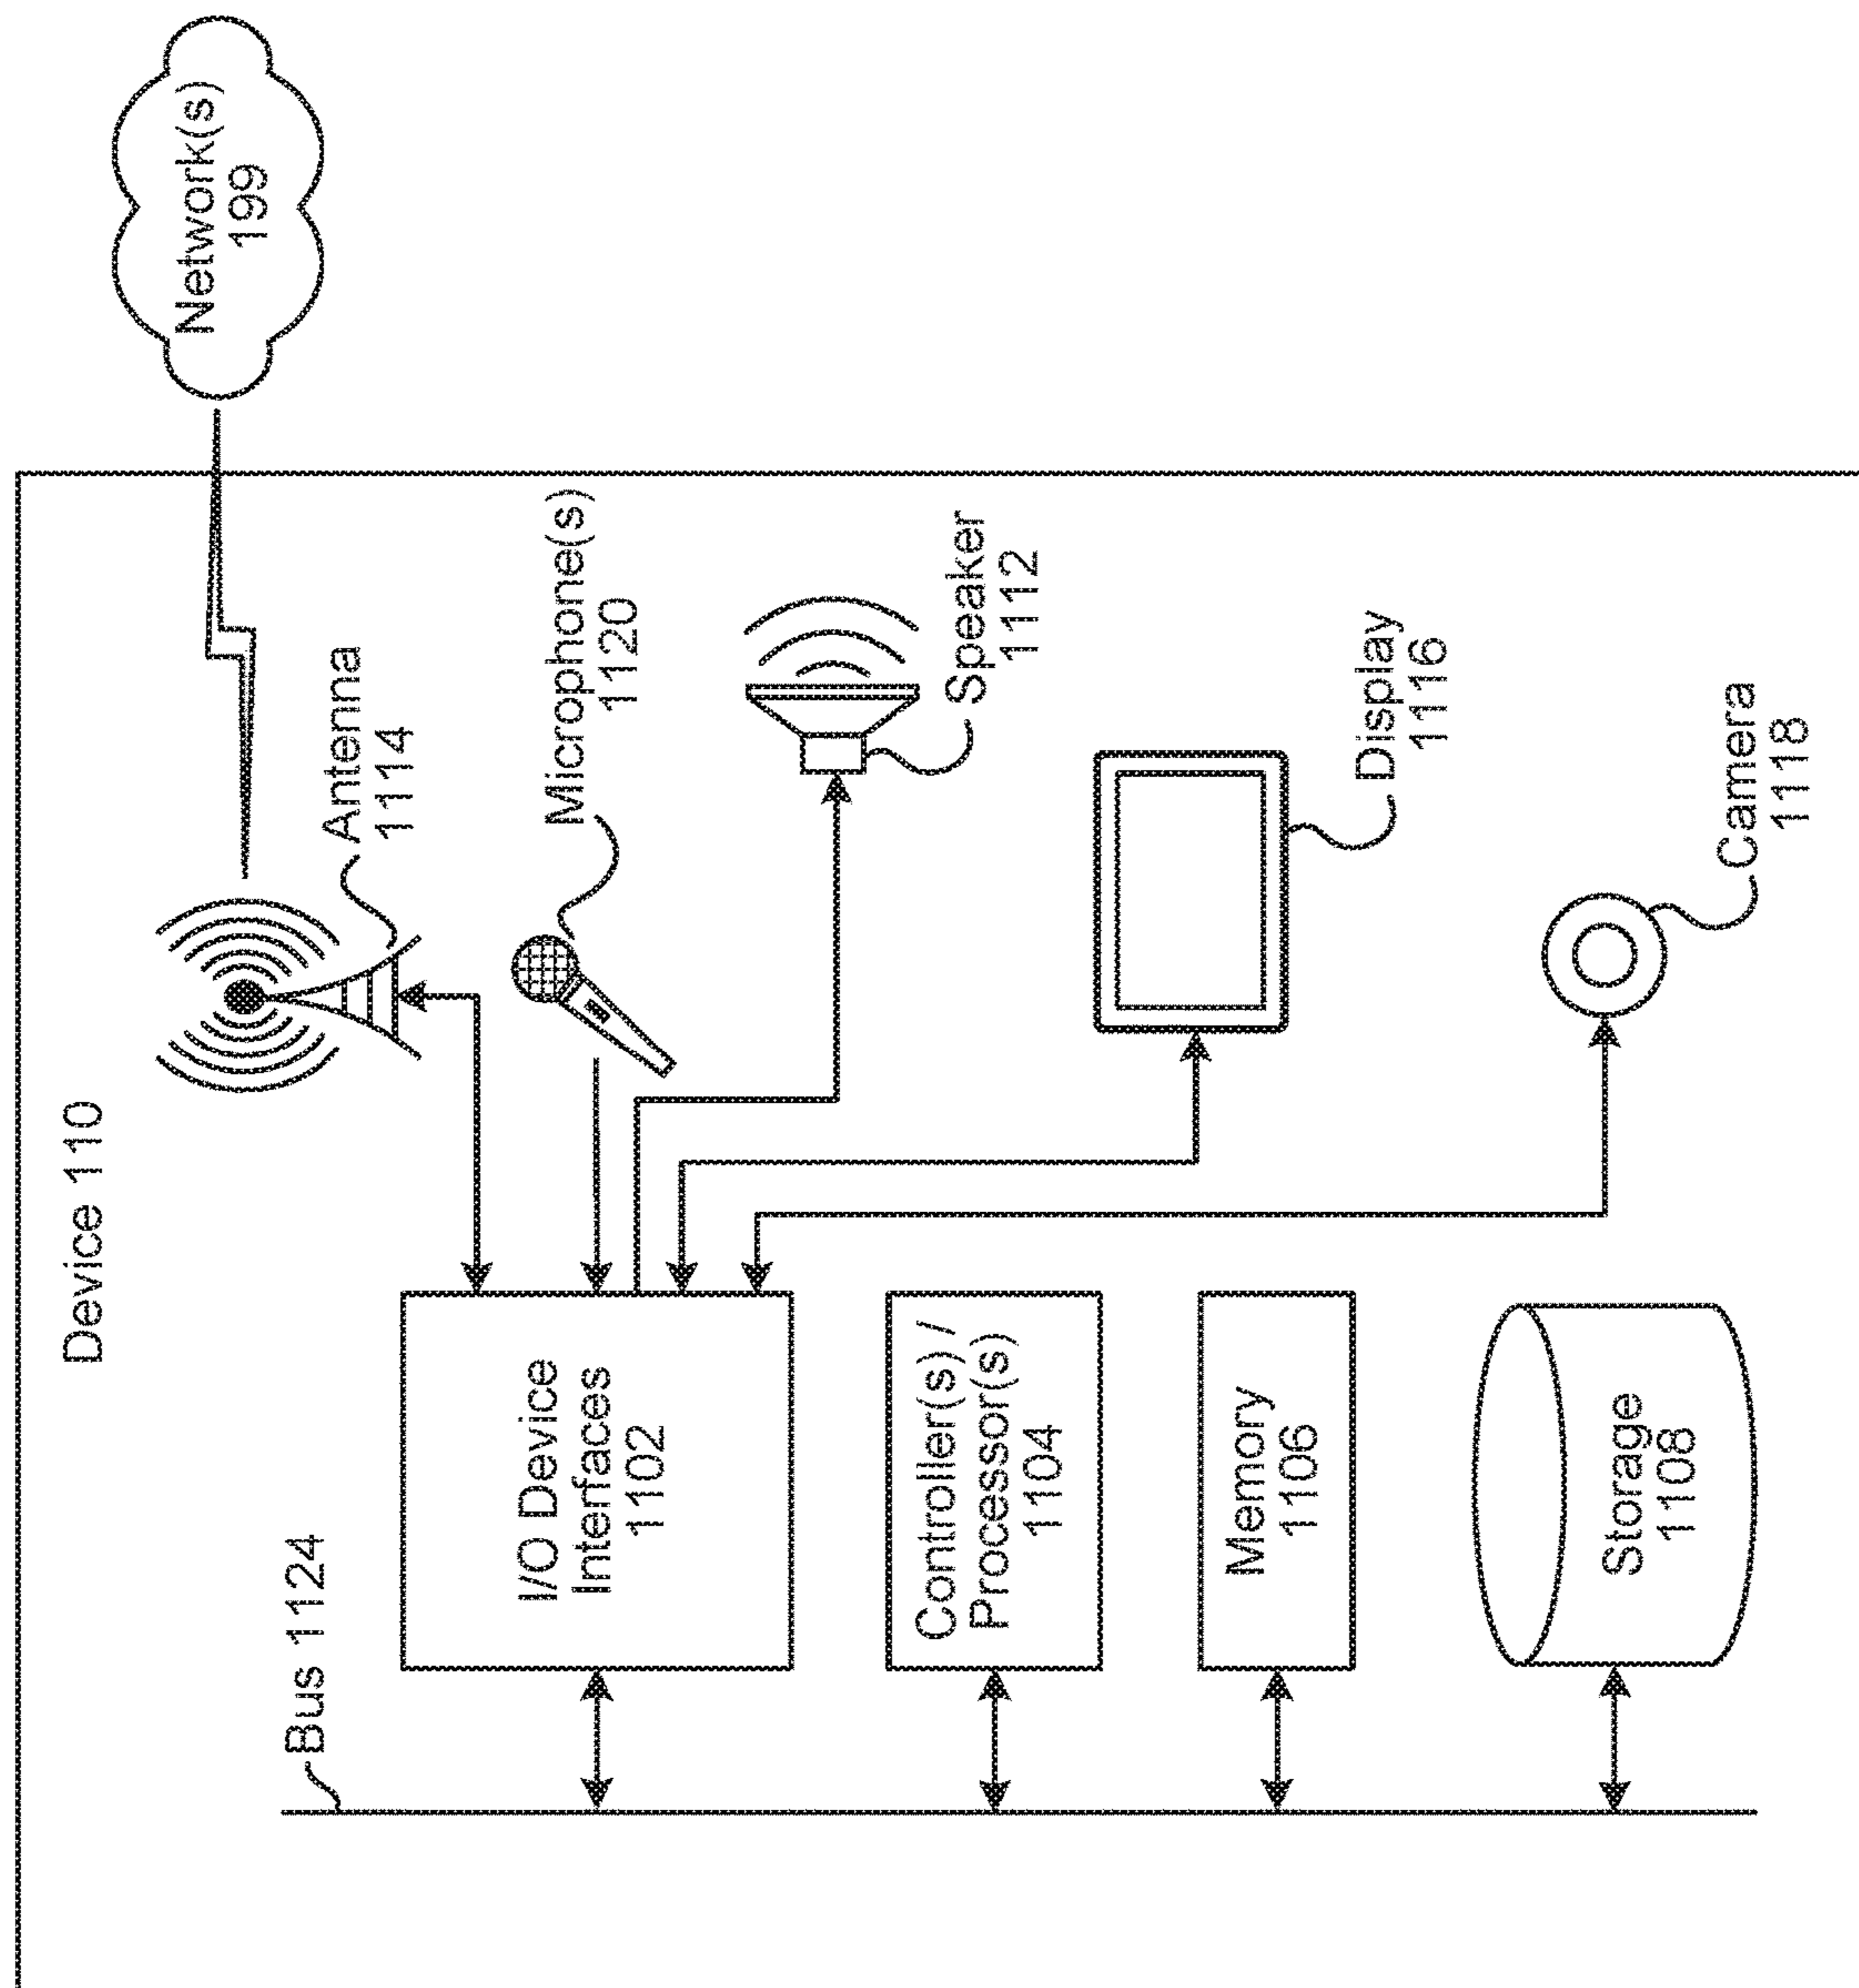 Device 110
Network(s)
199
Antenna
1114
Bus 1124
I/O Device
Interfaces
1102
Microphone(s)
1120
Speaker
1112
Controller(s) /
Processor(s)
1104
Display
1116
Memory
1106
Storage
1108
Camera
1118